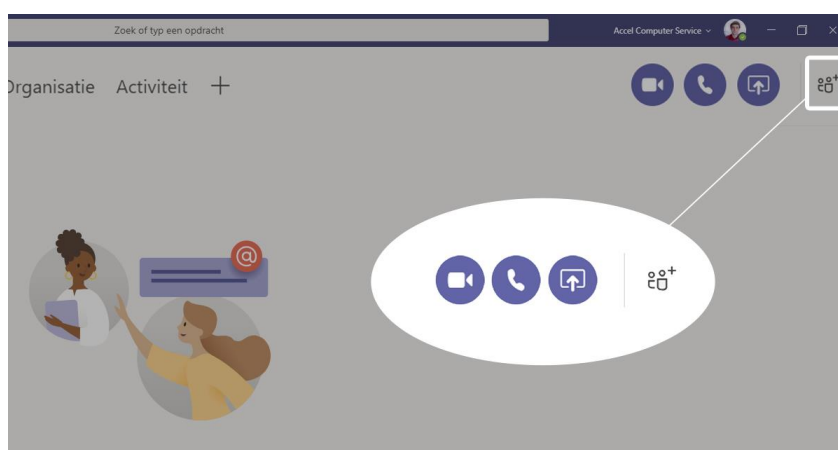 Zoek of typ een opdracht
Accel Computer Service
Organisatie Activiteit
@